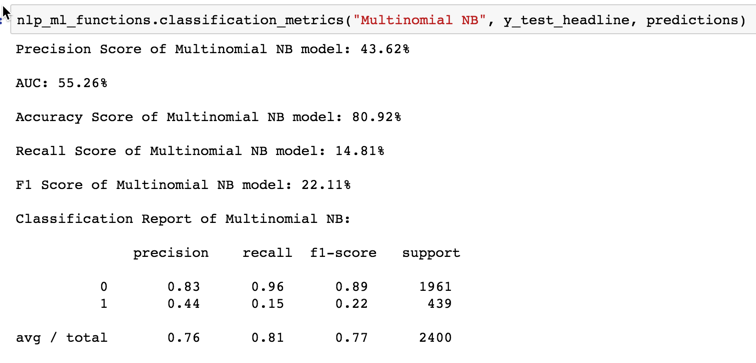 nlp_ml_functions.classification_metrics("Multinomial NB", y_test_headline, predictions)
Precision Score of Multinomial NB model: 43.62%
AUC: 55.26%
Accuracy Score of Multinomial NB model: 80.92%
Recall Score of Multinomial NB model: 14.81%
F1 Score of Multinomial NB model: 22.11%
Classification Report of Multinomial NB:
precision recall f1-score support
0 0.83 0.96 0.89 1961
1 0.44 0.15 0.22 439
avg / total 0.76 0.81 0.77 2400